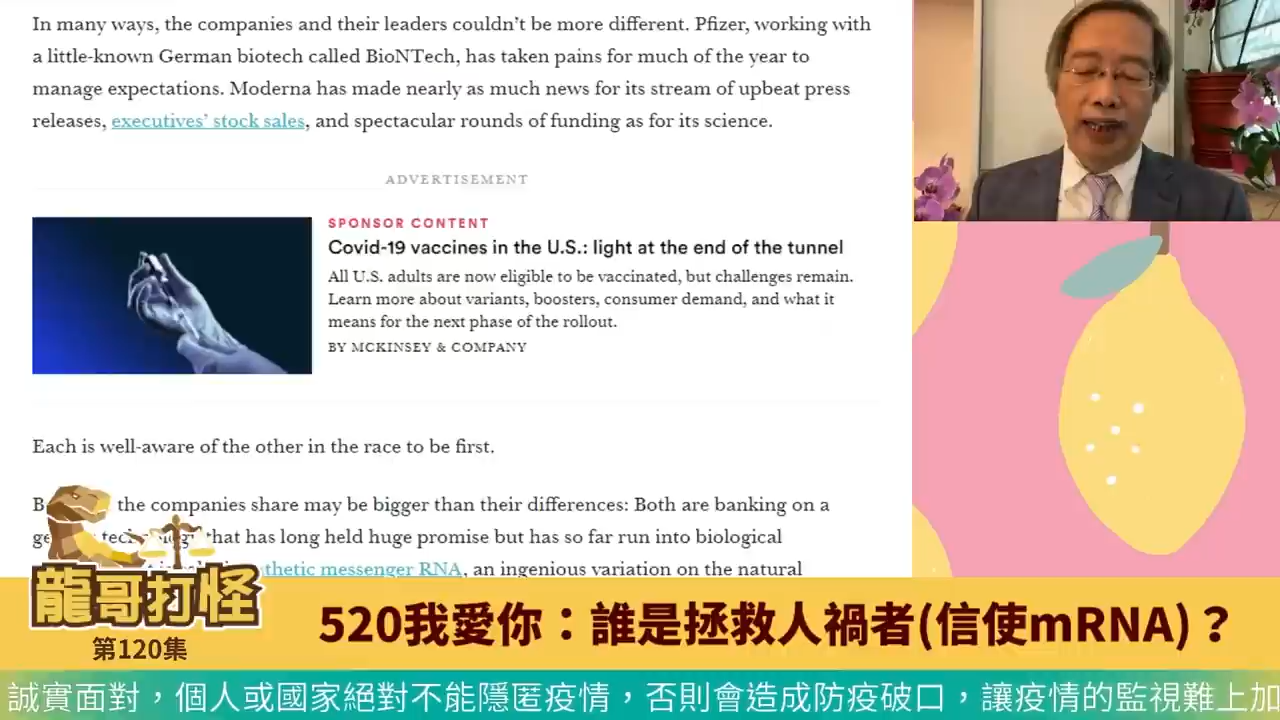 In many ways, the companies and their leaders couldn’t be more different. Pfizer, working with
a little-known German biotech called BioNTech, has taken pains for much of the year to
manage expectations. Moderna has made nearly as much news for its stream of upbeat press
releases, executives’ stock sales, and spectacular rounds of funding as for its science.
ADVERTISEMENT
SPONSOR CONTENT
Covid-19 vaccines in the U.S.: light at the end of the tunnel
All U.S. adults are now eligible to be vaccinated, but challenges remain.
Learn more about variants, boosters, consumer demand, and what it
means for the next phase of the rollout.
BY MCKINSEY & COMPANY
Each is well-aware of the other in the race to be first.
the companies share may be bigger than their differences: Both are banking on a
that has long held huge promise but has so far run into biological
messenger RNA, an ingenious variation on the natural
龍哥打怪
第120集
520我愛你：誰是拯救人禍者(信使mRNA)？
誠實面對，個人或國家絕對不能隱匿疫情，否則會造成防疫破口，讓疫情的監視難上加